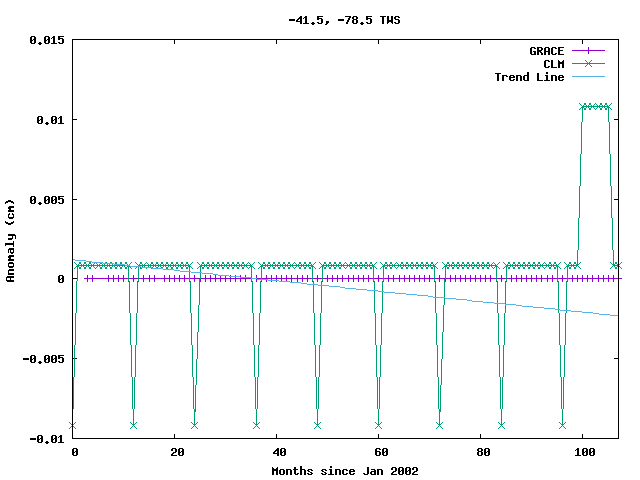 -41.5, -78.5 TWS
GRACE
CLM
Trend Line
0.015
0.01
0.005
0
-0.005
-0.01
Anomaly (cm)
0 20 40 60 80 100
Months since Jan 2002